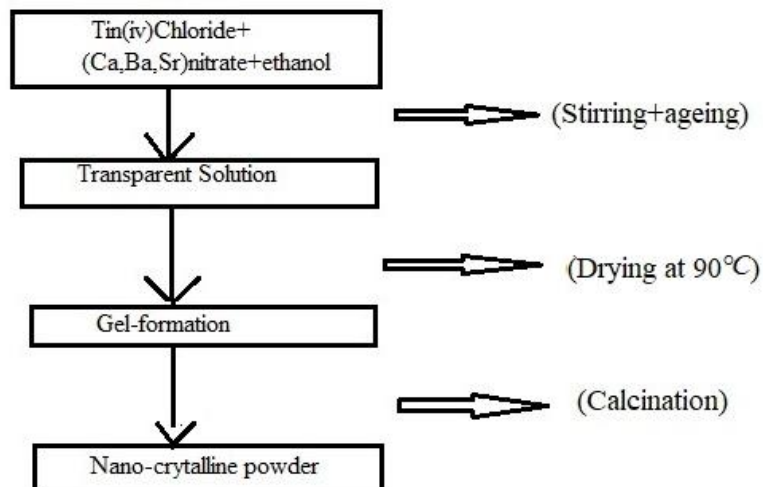 Tin(iv)Chloride+
(Ca,Ba,Sr)nitrate+ethanol
(Stirring+ageing)
Transparent Solution
(Drying at 90℃)
Gel-formation
(Calcination)
Nano-crytalline powder